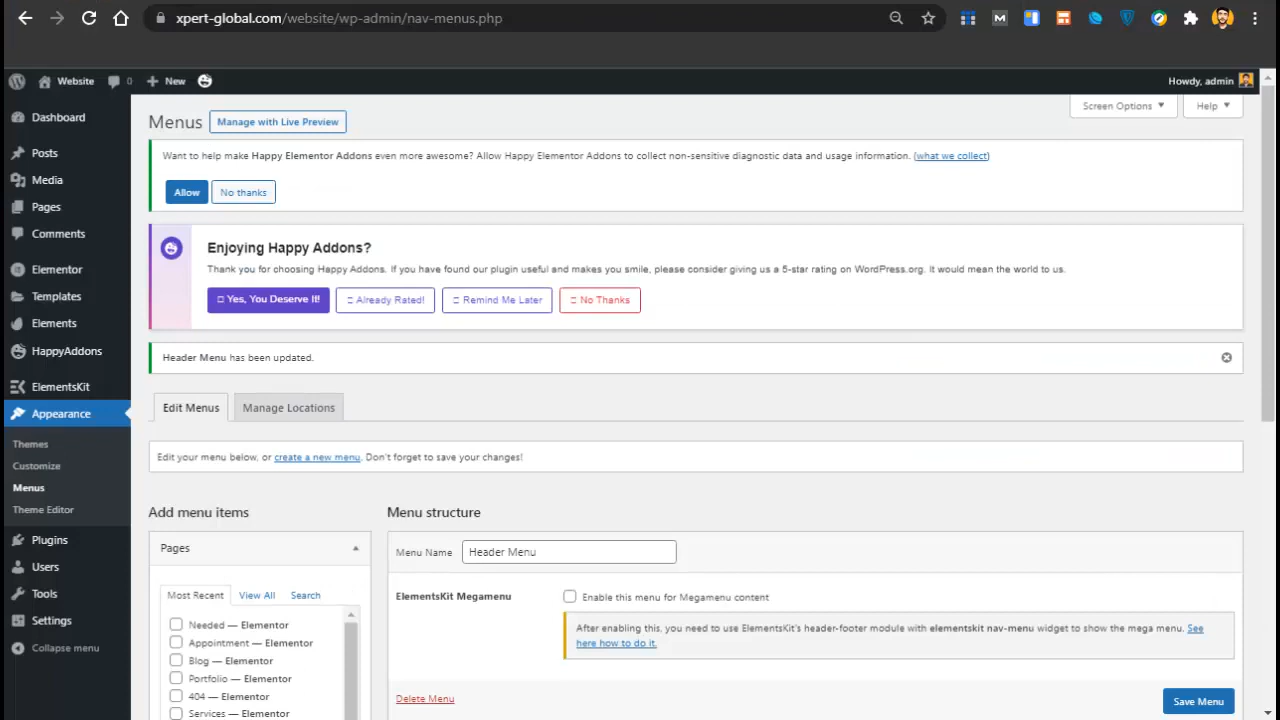 xpert-global.com/website/wp-admin/nav-menus.php
Website 0 New
Howdy, admin
Dashboard
Posts
Media
Pages
Comments
Elementor
Templates
Elements
HappyAddons
ElementsKit
Appearance
Themes
Customize
Menus
Theme Editor
Plugins
Users
Tools
Settings
Collapse menu
Screen Options ▼ Help ▼
Menus Manage with Live Preview
Want to help make Happy Elementor Addons even more awesome? Allow Happy Elementor Addons to collect non-sensitive diagnostic data and usage information. (what we collect)
Allow No thanks
Enjoying Happy Addons?
Thank you for choosing Happy Addons. If you have found our plugin useful and makes you smile, please consider giving us a 5-star rating on WordPress.org. It would mean the world to us.
Yes, You Deserve It! Already Rated! Remind Me Later No Thanks
Header Menu has been updated.
Edit Menus Manage Locations
Edit your menu below, or create a new menu. Don't forget to save your changes!
Add menu items
Pages
Most Recent View All Search
Needed — Elementor
Appointment — Elementor
Blog — Elementor
Portfolio — Elementor
404 — Elementor
Services — Elementor
Menu structure
Menu Name Header Menu
ElementsKit Megamenu Enable this menu for Megamenu content
After enabling this, you need to use ElementsKit's header-footer module with elementskit nav-menu widget to show the mega menu. See
here how to do it.
Delete Menu Save Menu